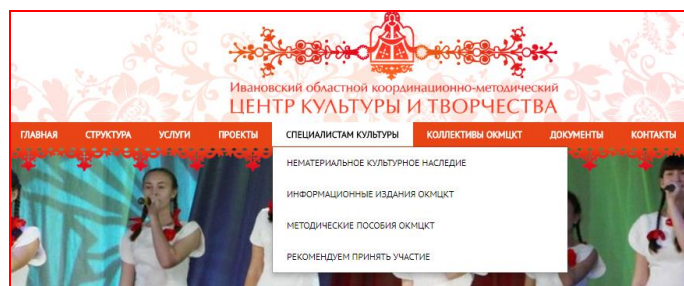 Ивановский областной координационно-методический
ЦЕНТР КУЛЬТУРЫ И ТВОРЧЕСТВА
ГЛАВНАЯ СТРУКТУРА УСЛУГИ ПРОЕКТЫ СПЕЦИАЛИСТАМ КУЛЬТУРЫ КОЛЛЕКТИВЫ ОКМЦКТ ДОКУМЕНТЫ КОНТАКТЫ
НЕМАТЕРИАЛЬНОЕ КУЛЬТУРНОЕ НАСЛЕДИЕ
ИНФОРМАЦИОННЫЕ ИЗДАНИЯ ОКМЦКТ
МЕТОДИЧЕСКИЕ ПОСОБИЯ ОКМЦКТ
РЕКОМЕНДУЕМ ПРИНЯТЬ УЧАСТИЕ